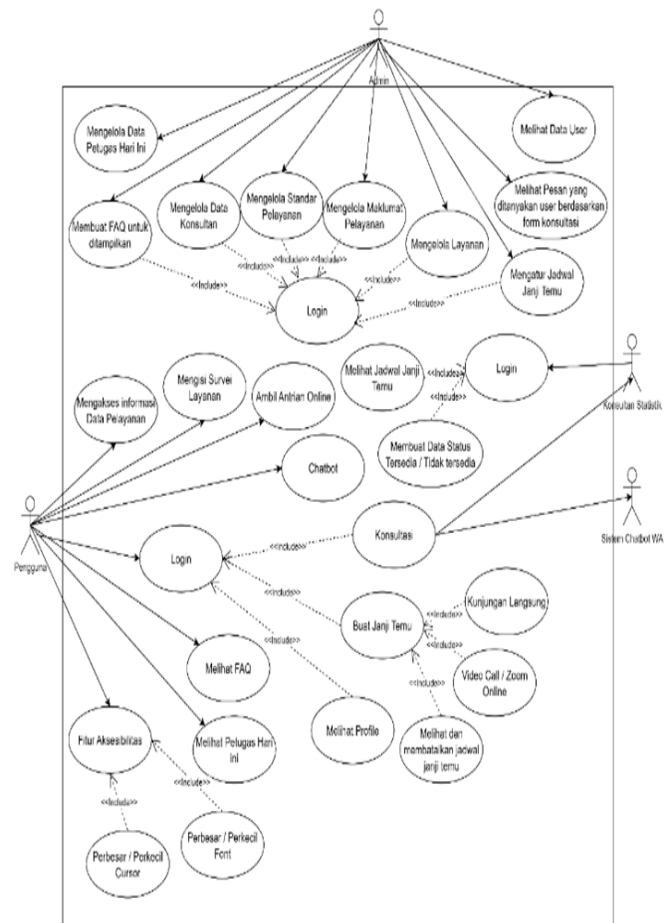 Admin
Mengelola Data
Petugas Hari Ini
Melihat Data User
Membuat FAQ untuk
ditampilkan
Mengelola Data
Konsultan
Mengelola Standar
Pelayanan
Mengelola Maklumat
Pelayanan
Mengelola Layanan
Melihat Pesan yang
ditanyakan user berdasarkan
form konsultasi
Mengatur Jadwal
Janji Temu
<<Include>>
<<Include>>
<<Include>>
<<Include>>
<<Include>>
<<Include>>
Login
Mengakses informasi
Data Pelayanan
Mengisi Survei
Layanan
Ambil Antrian Online
Melihat Jadwal Janji
Temu
<<Include>>
Login
Konsultan Statistik
<<Include>>
Membuat Data Status
Tersedia / Tidak tersedia
Chatbot
Pengguna
Login
<<Include>>
Konsultasi
Sistem Chatbot WA
<<Include>>
<<Include>>
Buat Janji Temu
<<Include>>
Kunjungan Langsung
<<Include>>
Video Call / Zoom
Online
<<Include>>
Melihat dan
membatalkan jadwal
janji temu
Melihat FAQ
Melihat Profile
Fitur Aksesibilitas
Melihat Petugas Hari
Ini
<<Include>>
<<Include>>
Perbesar / Perkecil
Cursor
Perbesar / Perkecil
Font